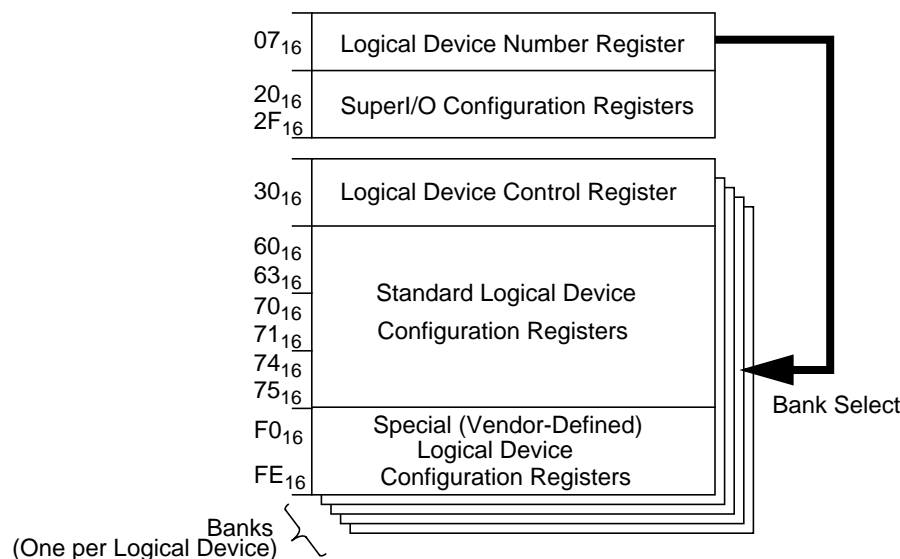 07₁₆ Logical Device Number Register
20₁₆
2F₁₆
SuperI/O Configuration Registers
30₁₆ Logical Device Control Register
60₁₆
63₁₆
70₁₆
71₁₆
74₁₆
75₁₆
Standard Logical Device
Configuration Registers
Bank Select
F0₁₆
FE₁₆
Special (Vendor-Defined)
Logical Device
Configuration Registers
Banks
(One per Logical Device)